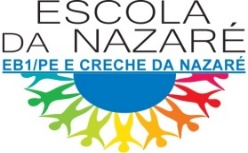 ESCOLA
DA NAZARÉ
EB1/PE E CRECHE DA NAZARÉ